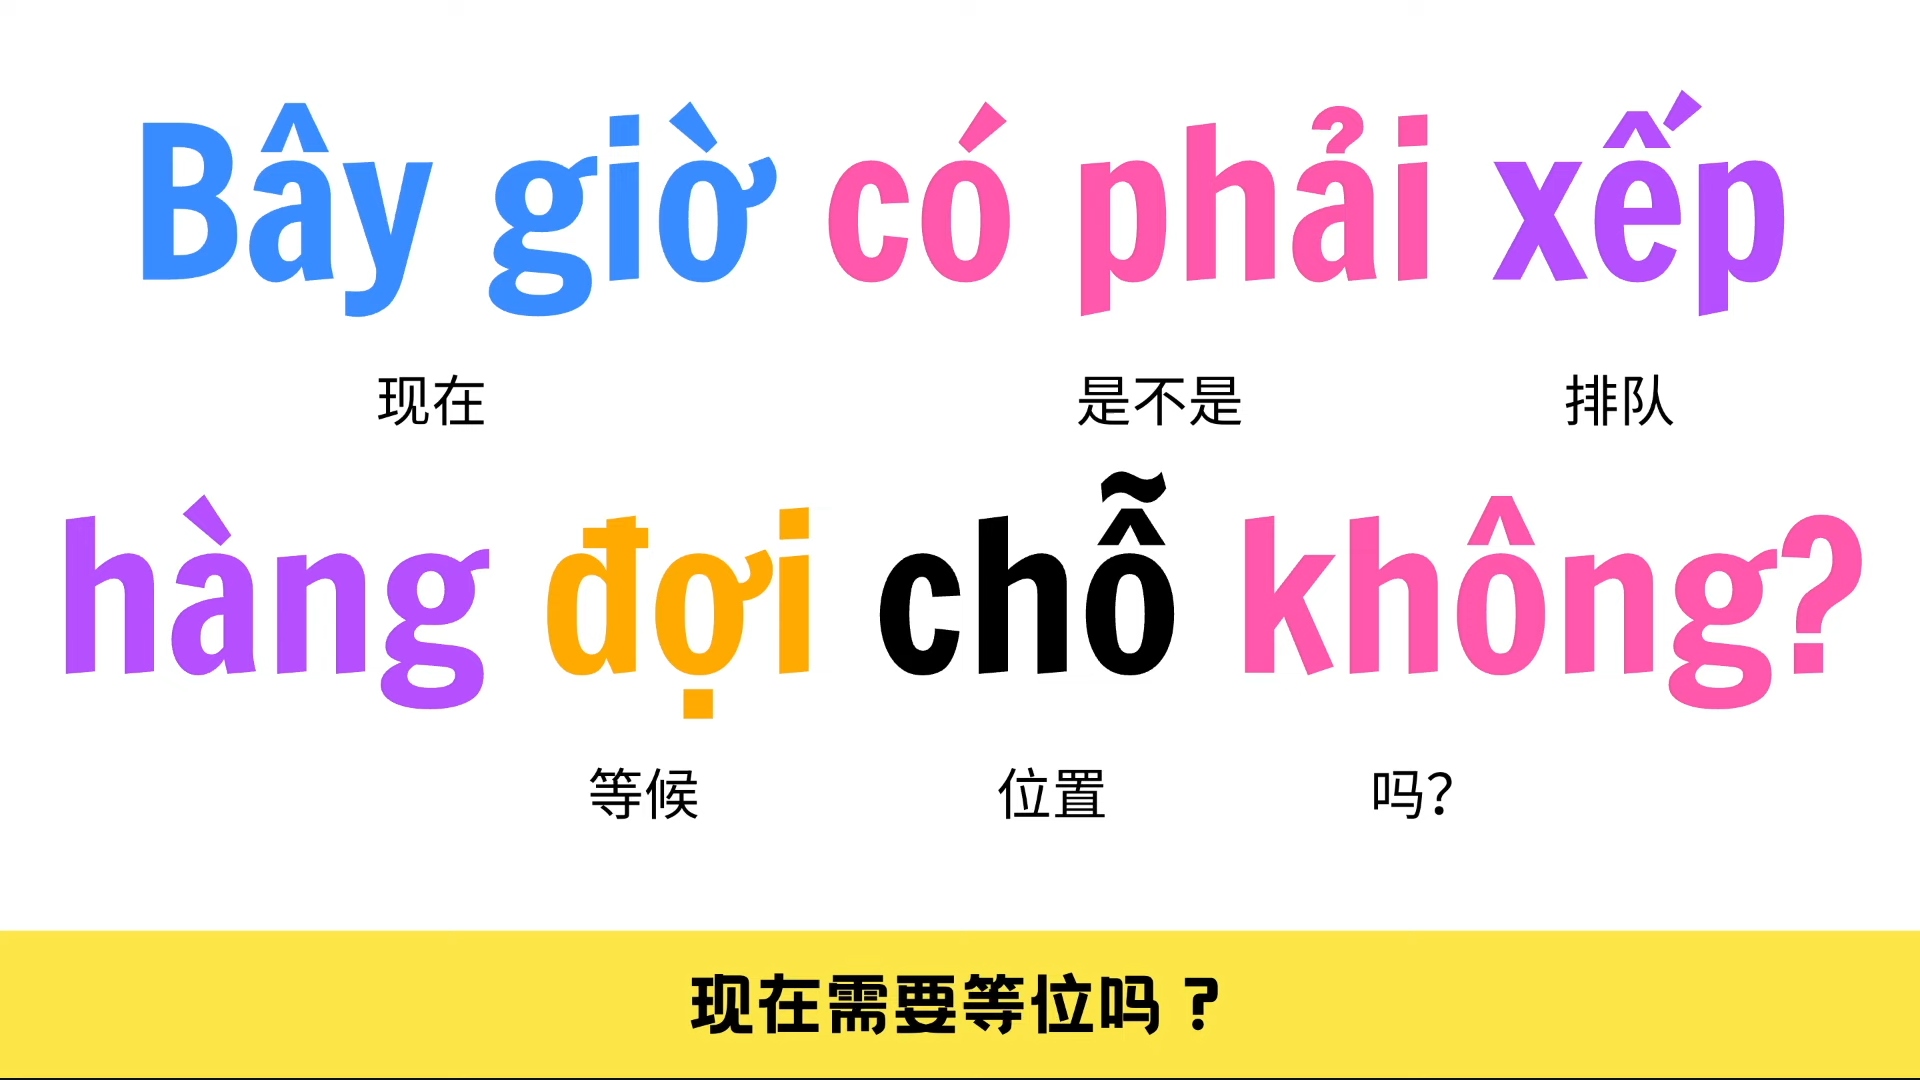 Bây giờ có phải xếp
现在 是不是 排队
hàng đợi chỗ không?
等候 位置 吗？
现在需要等位吗？